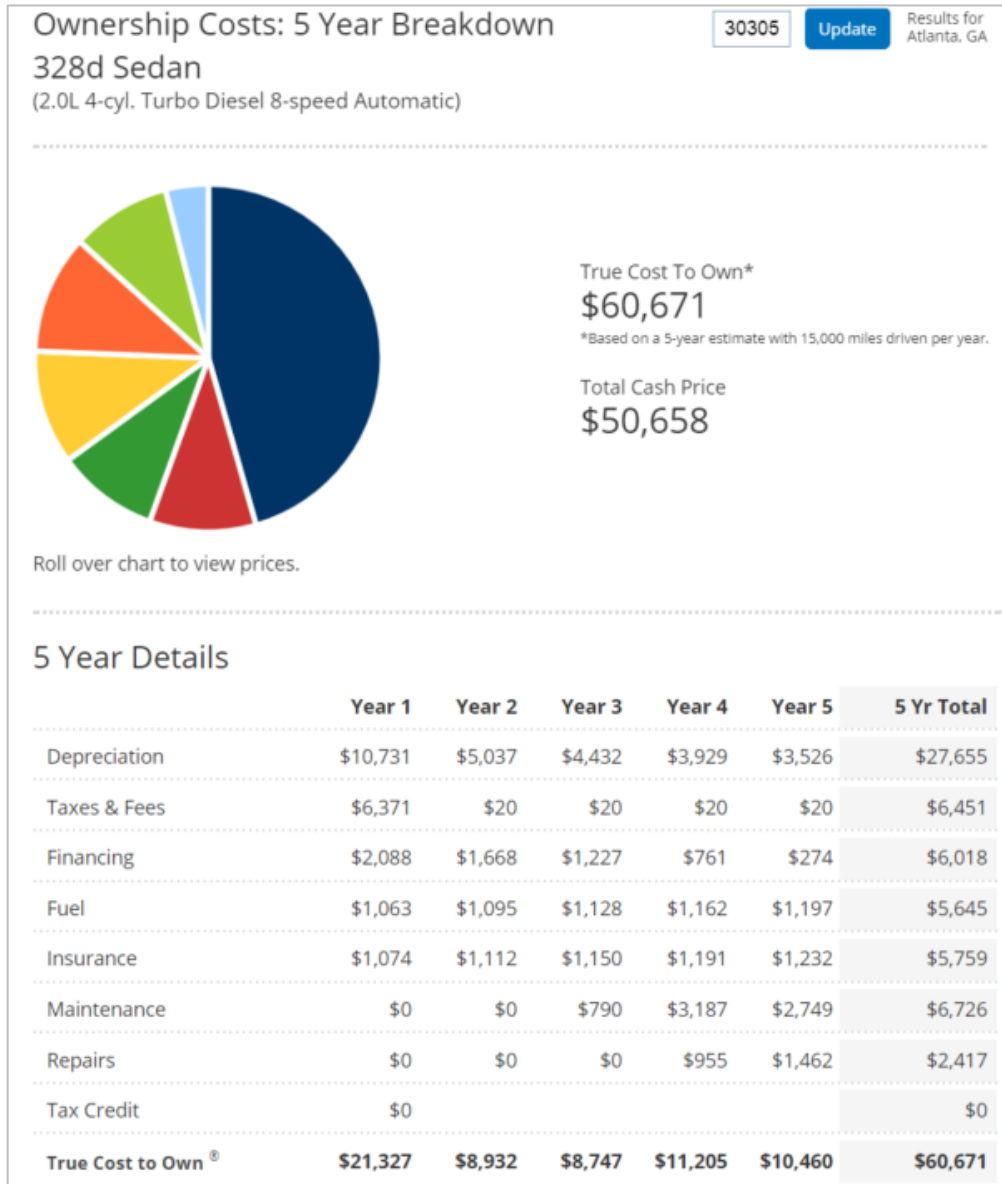 Ownership Costs: 5 Year Breakdown
30305 Update Results for
Atlanta, GA
328d Sedan
(2.0L 4-cyl. Turbo Diesel 8-speed Automatic)
True Cost To Own*
$60,671
*Based on a 5-year estimate with 15,000 miles driven per year.
Total Cash Price
$50,658
Roll over chart to view prices.
5 Year Details
Year 1 Year 2 Year 3 Year 4 Year 5 5 Yr Total
Depreciation $10,731 $5,037 $4,432 $3,929 $3,526 $27,655
Taxes & Fees $6,371 $20 $20 $20 $20 $6,451
Financing $2,088 $1,668 $1,227 $761 $274 $6,018
Fuel $1,063 $1,095 $1,128 $1,162 $1,197 $5,645
Insurance $1,074 $1,112 $1,150 $1,191 $1,232 $5,759
Maintenance $0 $0 $790 $3,187 $2,749 $6,726
Repairs $0 $0 $0 $955 $1,462 $2,417
Tax Credit $0 $0
True Cost to Own ® $21,327 $8,932 $8,747 $11,205 $10,460 $60,671